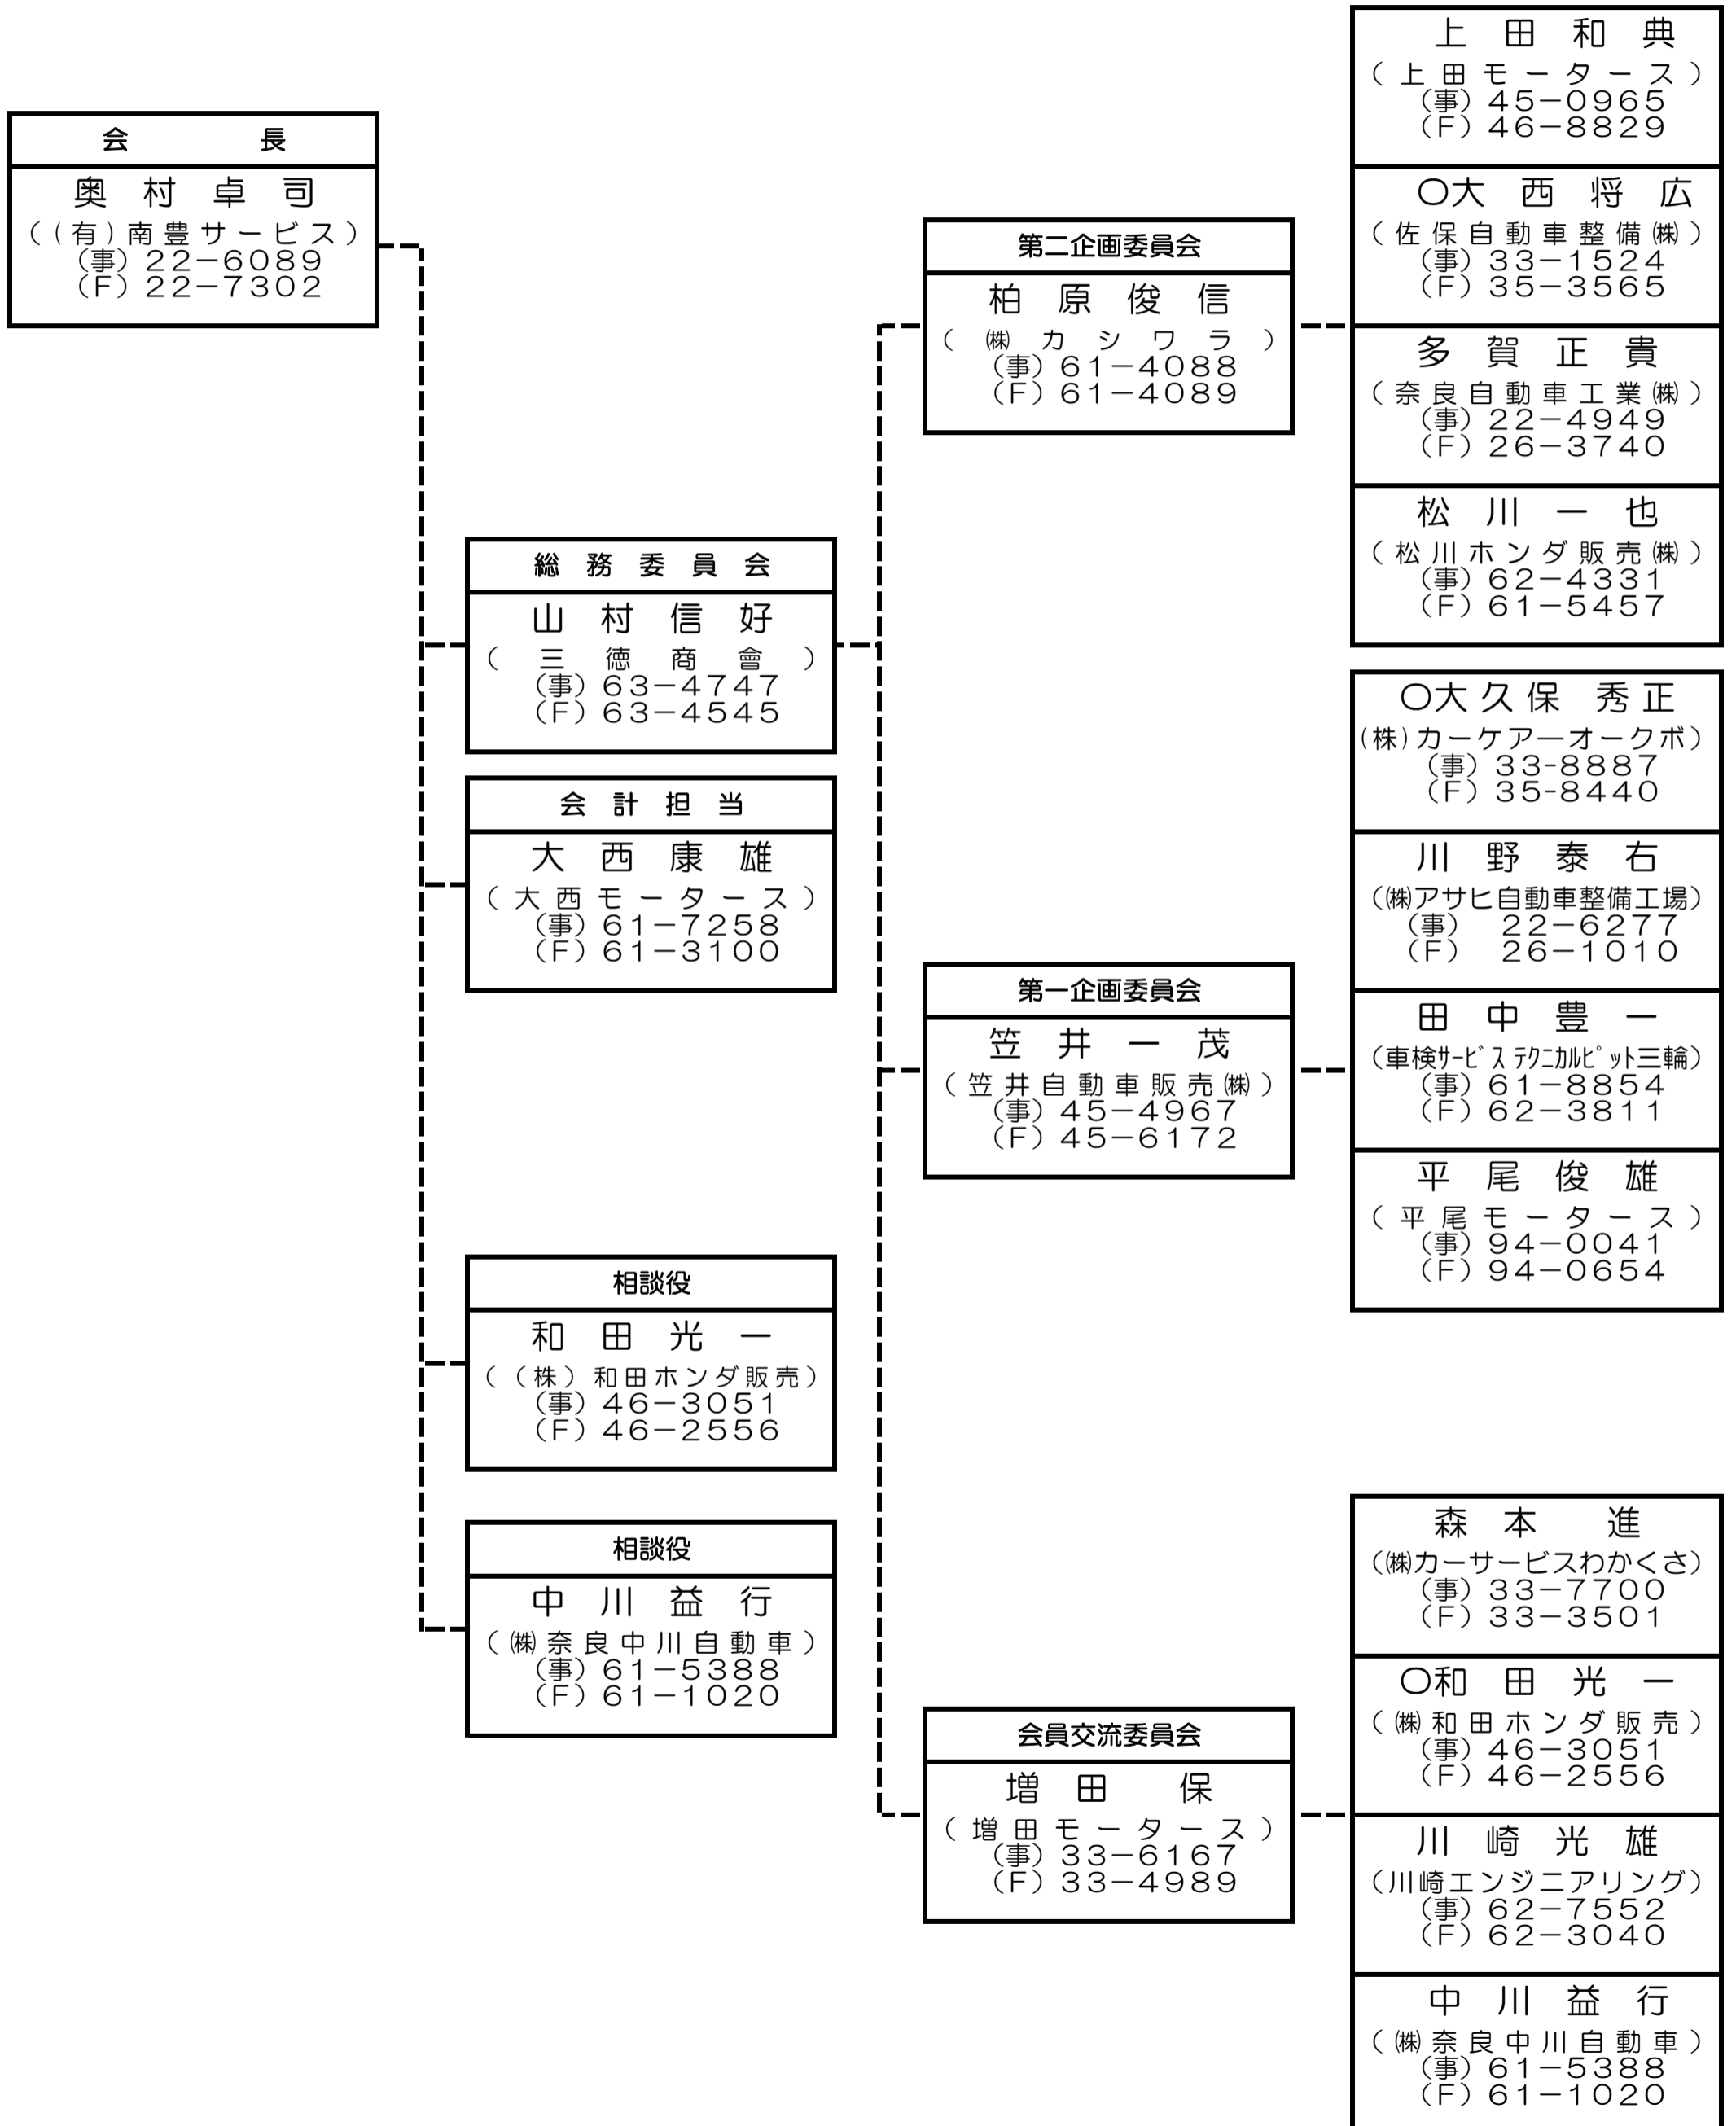 会　長
奥村卓司
((有)南豊サービス)
(事) 22－6089
(F) 22－7302
総務委員会
山村信好
(三徳商會)
(事) 63－4747
(F) 63－4545
会計担当
大西康雄
(大西モータース)
(事) 61－7258
(F) 61－3100
相談役
和田光一
((株)和田ホンダ販売)
(事) 46－3051
(F) 46－2556
相談役
中川益行
(㈱奈良中川自動車)
(事) 61－5388
(F) 61－1020
第二企画委員会
柏原俊信
(㈱カシワラ)
(事) 61－4088
(F) 61－4089
第一企画委員会
笠井一茂
(笠井自動車販売㈱)
(事) 45－4967
(F) 45－6172
会員交流委員会
増田　保
(増田モータース)
(事) 33－6167
(F) 33－4989
上田和典
(上田モータース)
(事) 45－0965
(F) 46－8829
〇大西将広
(佐保自動車整備㈱)
(事) 33－1524
(F) 35－3565
多賀正貴
(奈良自動車工業㈱)
(事) 22－4949
(F) 26－3740
松川一也
(松川ホンダ販売㈱)
(事) 62－4331
(F) 61－5457
〇大久保　秀正
(株)カーケアーオークボ)
(事) 33-8887
(F) 35-8440
川野泰右
(㈱アサヒ自動車整備工場)
(事)　22－6277
(F)　26－1010
田中豊一
(車検ｻｰﾋﾞｽ ﾃｸﾆｶﾙﾋﾟｯﾄ三輪)
(事) 61－8854
(F) 62－3811
平尾俊雄
(平尾モータース)
(事) 94－0041
(F) 94－0654
森本　進
(㈱カーサービスわかくさ)
(事) 33－7700
(F) 33－3501
〇和田光一
(㈱和田ホンダ販売)
(事) 46－3051
(F) 46－2556
川崎光雄
(川崎エンジニアリング)
(事) 62－7552
(F) 62－3040
中川益行
(㈱奈良中川自動車)
(事) 61－5388
(F) 61－1020